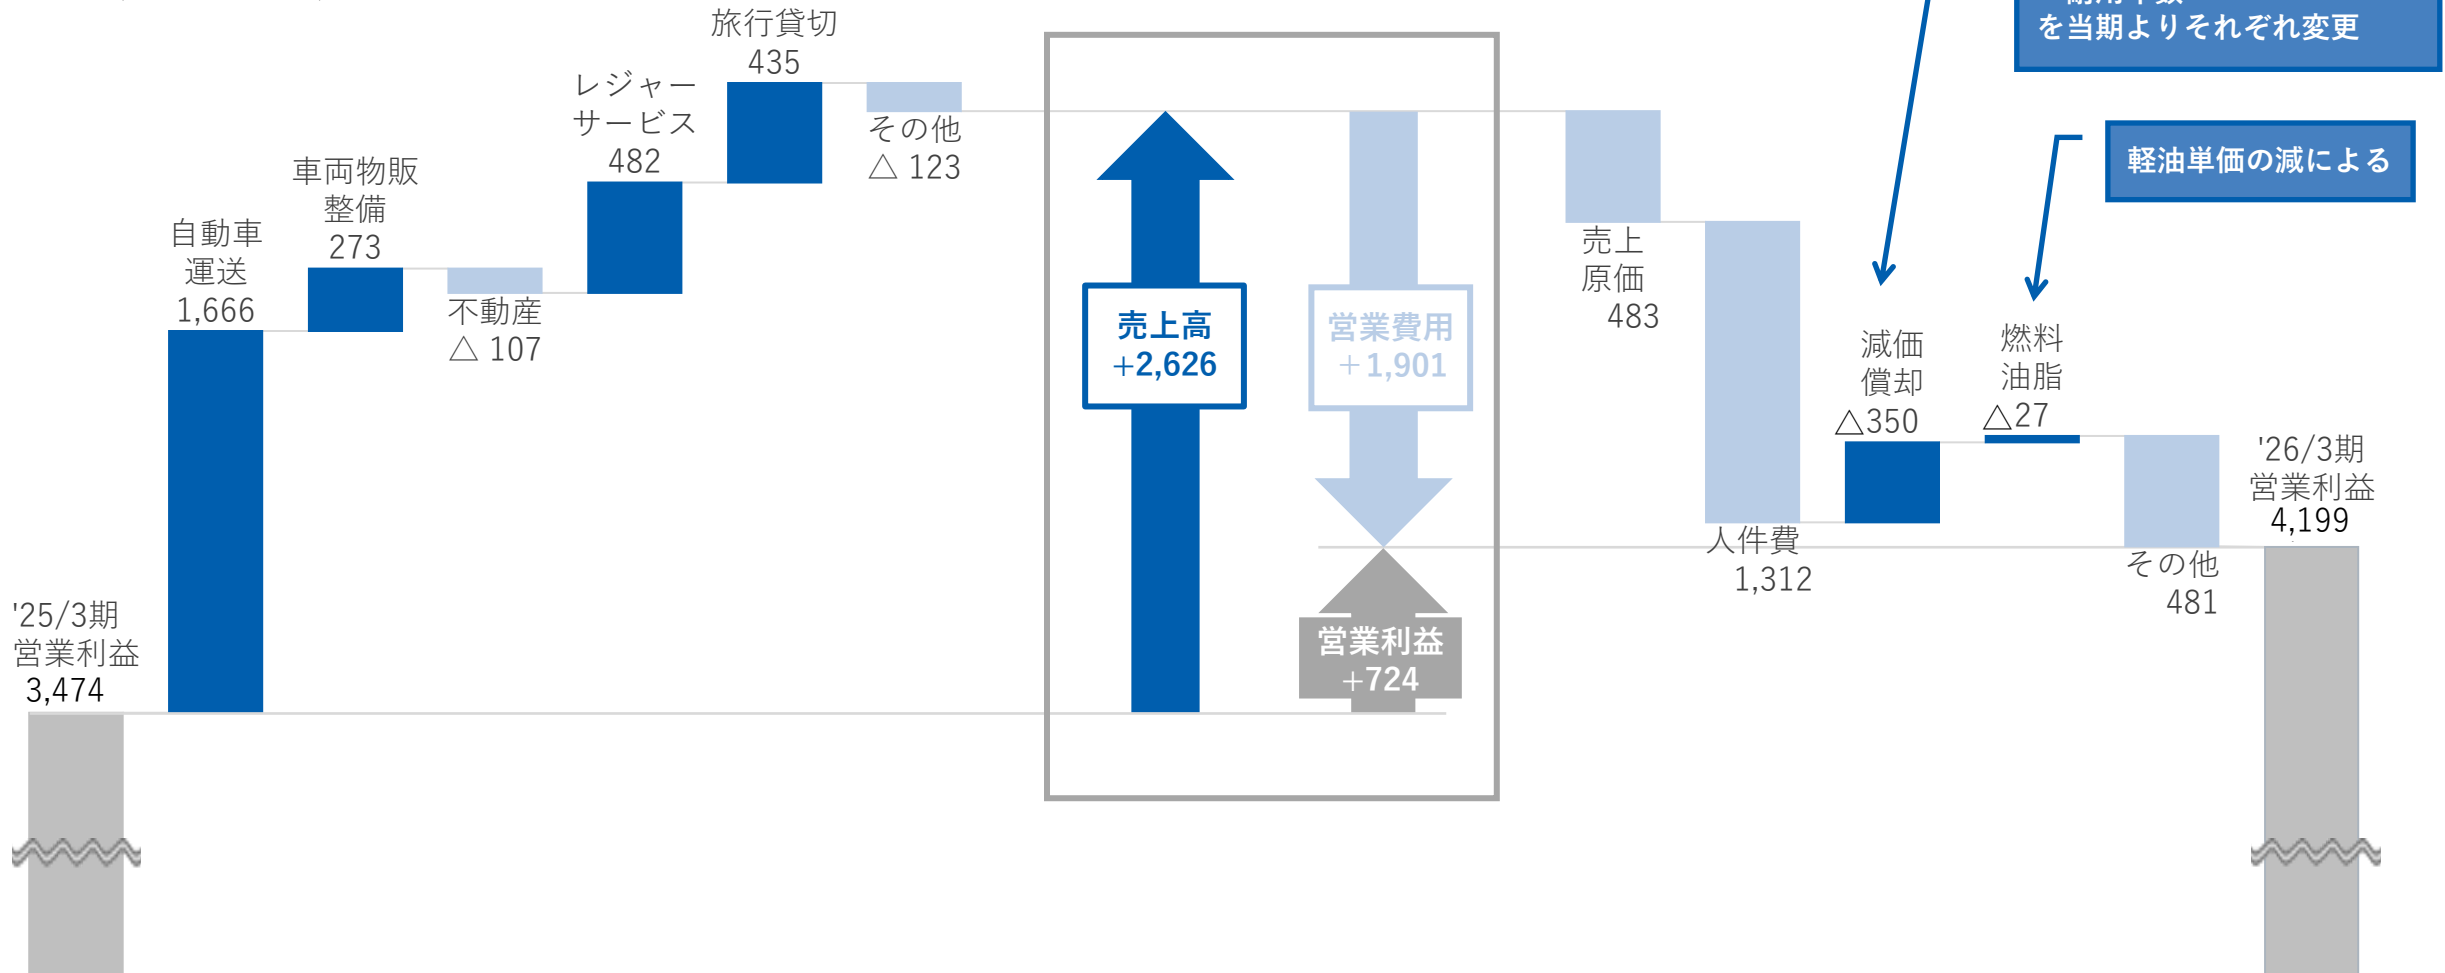 を当期よりそれぞれ変更
軽油単価の減による
旅行貸切
435
レジャー
サービス
482
その他
△ 123
車両物販
整備
273
自動車
運送
1,666
不動産
△ 107
売上高
+2,626
営業費用
+1,901
営業利益
+724
売上
原価
483
人件費
1,312
減価
償却
△350
燃料
油脂
△27
その他
481
'25/3期
営業利益
3,474
'26/3期
営業利益
4,199